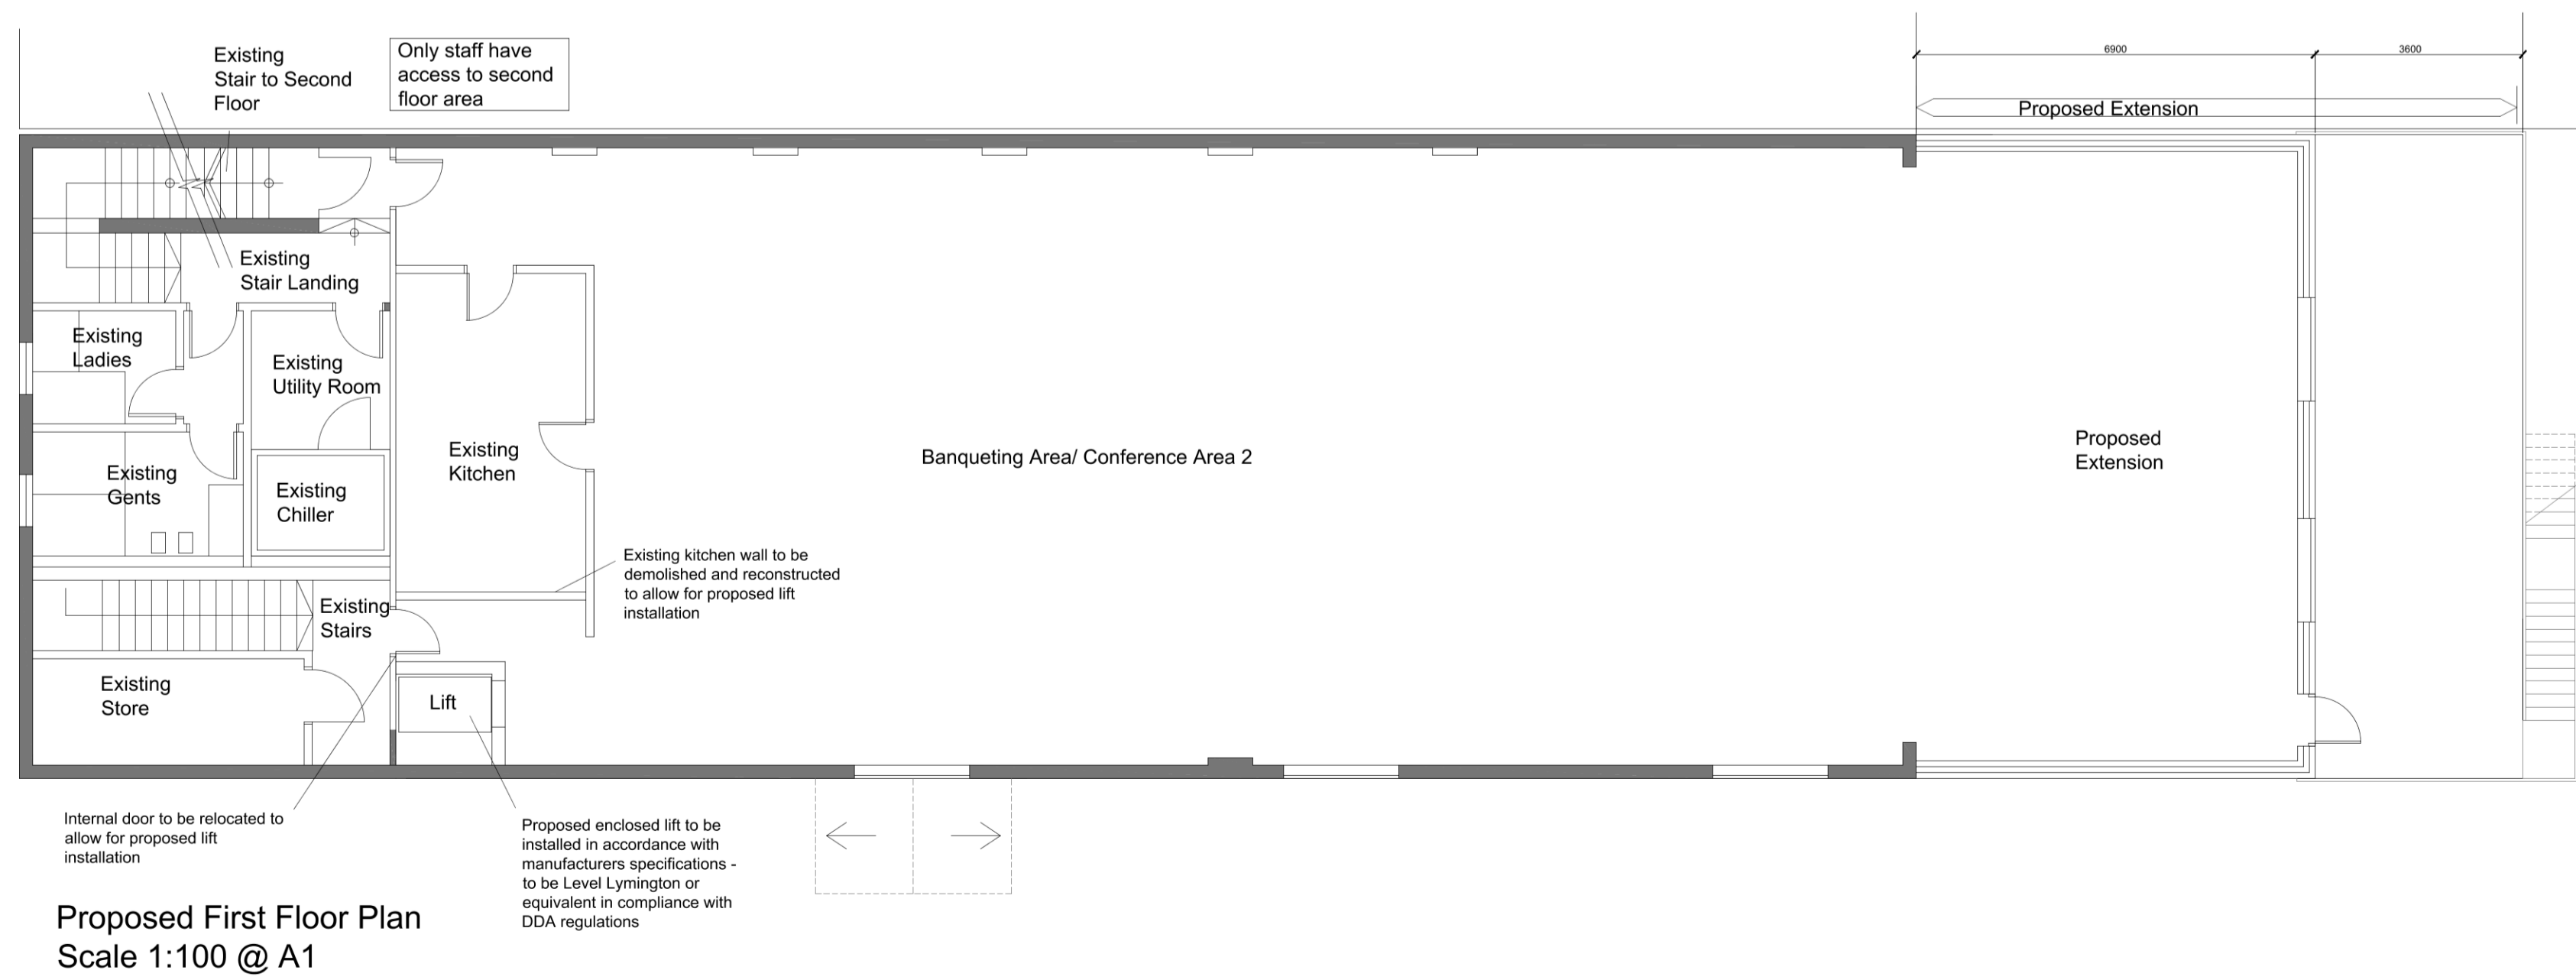 Existing
Stair to Second
Floor
Only staff have
access to second
floor area
6900
3600
Proposed Extension
Existing
Stair Landing
Existing
Ladies
Existing
Utility Room
Existing
Gents
Existing
Chiller
Existing
Kitchen
Banqueting Area/ Conference Area 2
Proposed
Extension
Existing kitchen wall to be
demolished and reconstructed
to allow for proposed lift
installation
Existing
Stairs
Existing
Store
Lift
Internal door to be relocated to
allow for proposed lift
installation
Proposed enclosed lift to be
installed in accordance with
manufacturers specifications -
to be Level Lymington or
equivalent in compliance with
DDA regulations
Proposed First Floor Plan
Scale 1:100 @ A1